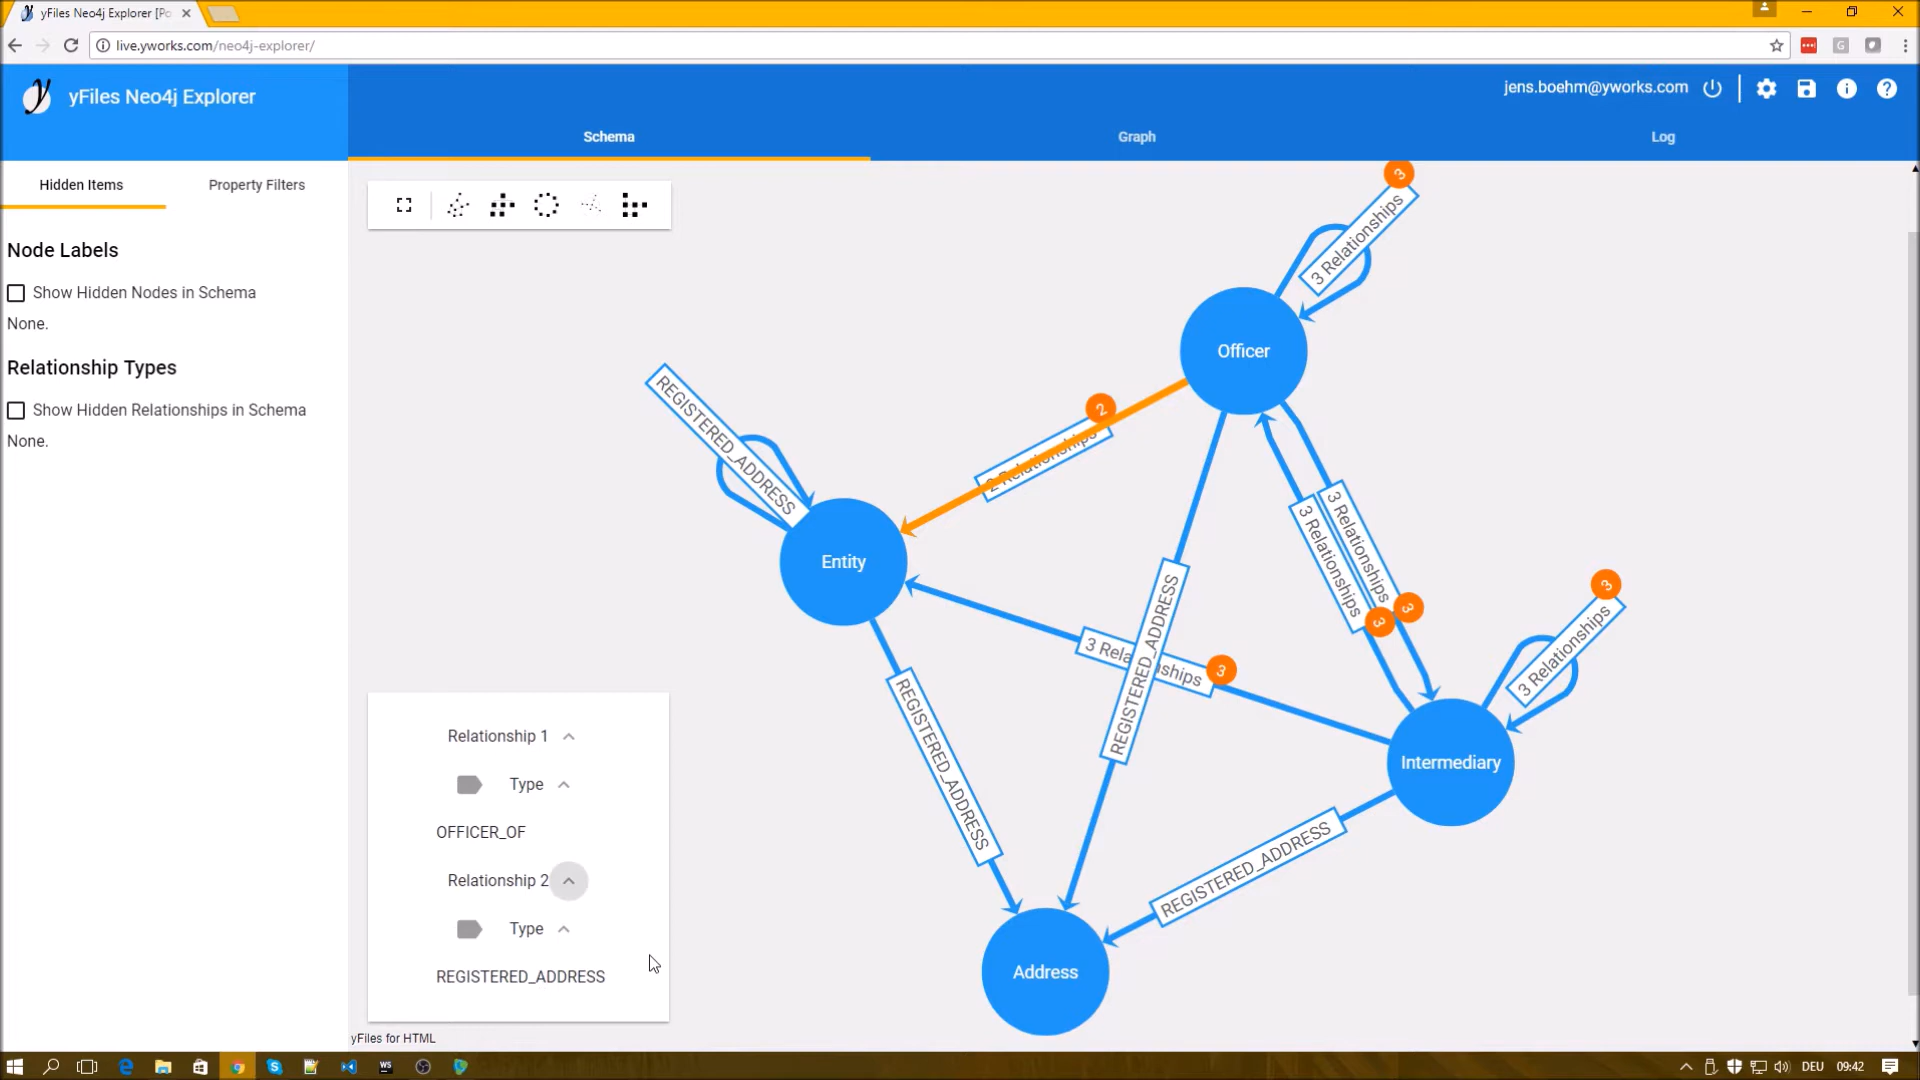 yFiles Neo4j Explorer [Po
live.yworks.com/neo4j-explorer/
yFiles Neo4j Explorer
jens.boehm@yworks.com
Schema
Graph
Log
Hidden Items
Property Filters
Node Labels
Show Hidden Nodes in Schema
None.
Relationship Types
Show Hidden Relationships in Schema
None.
3
3 Relationships
Officer
REGISTERED_ADDRESS
2
2 Relationships
Entity
3 Relationships
3 Relationships
3
3
3
3 Relationships
3 Relationships
3
REGISTERED_ADDRESS
REGISTERED_ADDRESS
Intermediary
REGISTERED_ADDRESS
Address
Relationship 1
Type
OFFICER_OF
Relationship 2
Type
REGISTERED_ADDRESS
yFiles for HTML
WS
DEU
09:42